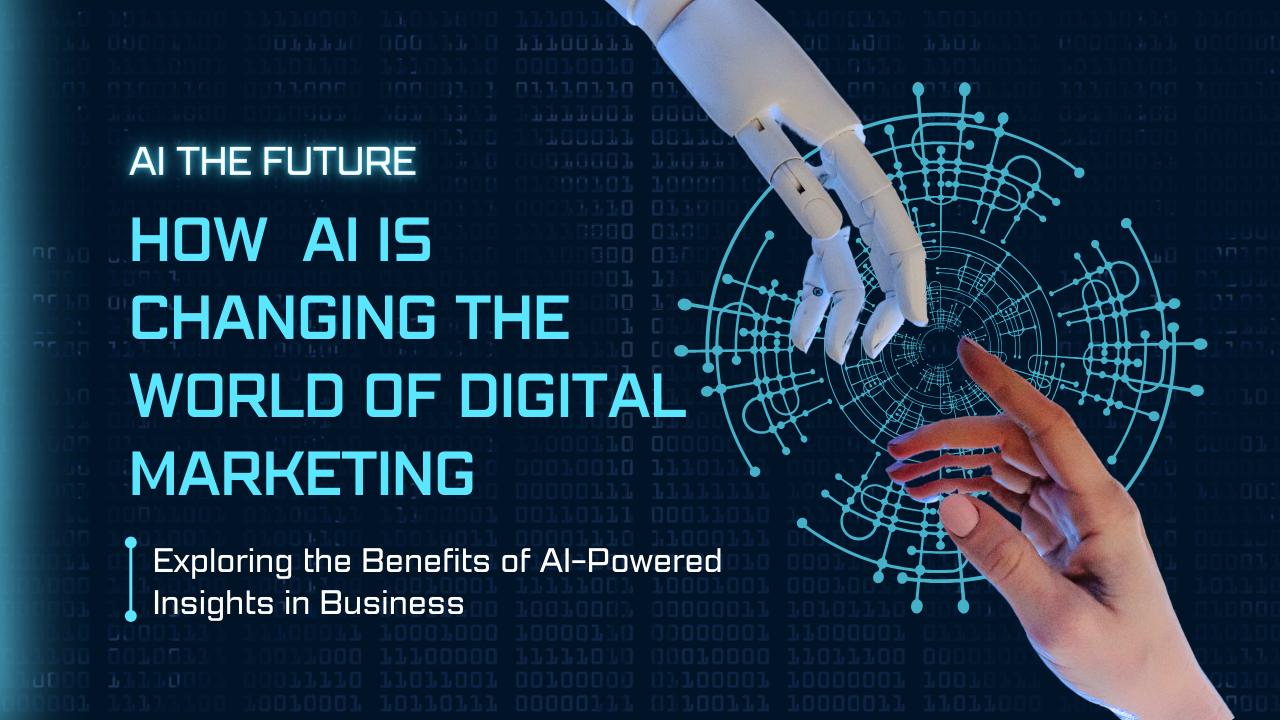 AI THE FUTURE
HOW  AI IS
CHANGING THE
WORLD OF DIGITAL
MARKETING
Exploring the Benefits of AI-Powered
Insights in Business